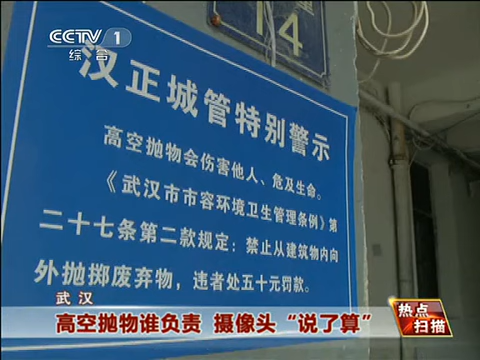 CCTV 1
综合
14
汉正城管特别警示
高空抛物会伤害他人、危及生命。
《武汉市市容环境卫生管理条例》第
二十七条第二款规定：禁止从建筑物内向
外抛掷废弃物，违者处五十元罚款。
武汉
高空抛物谁负责 摄像头“说了算”
热点
扫描